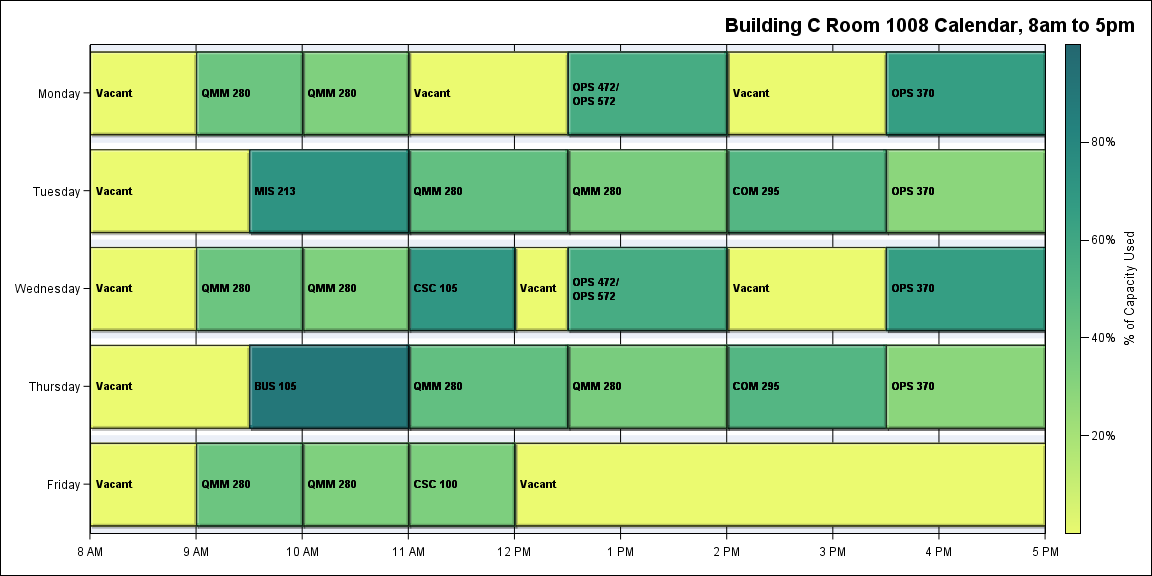 Building C Room 1008 Calendar, 8am to 5pm
Monday
Vacant
QMM 280
QMM 280
Vacant
OPS 472/
OPS 572
Vacant
OPS 370
Tuesday
Vacant
MIS 213
QMM 280
QMM 280
COM 295
OPS 370
Wednesday
Vacant
QMM 280
QMM 280
CSC 105
Vacant
OPS 472/
OPS 572
Vacant
OPS 370
Thursday
Vacant
BUS 105
QMM 280
QMM 280
COM 295
OPS 370
Friday
Vacant
QMM 280
QMM 280
CSC 100
Vacant
8 AM
9 AM
10 AM
11 AM
12 PM
1 PM
2 PM
3 PM
4 PM
5 PM
80%
60%
40%
20%
% of Capacity Used